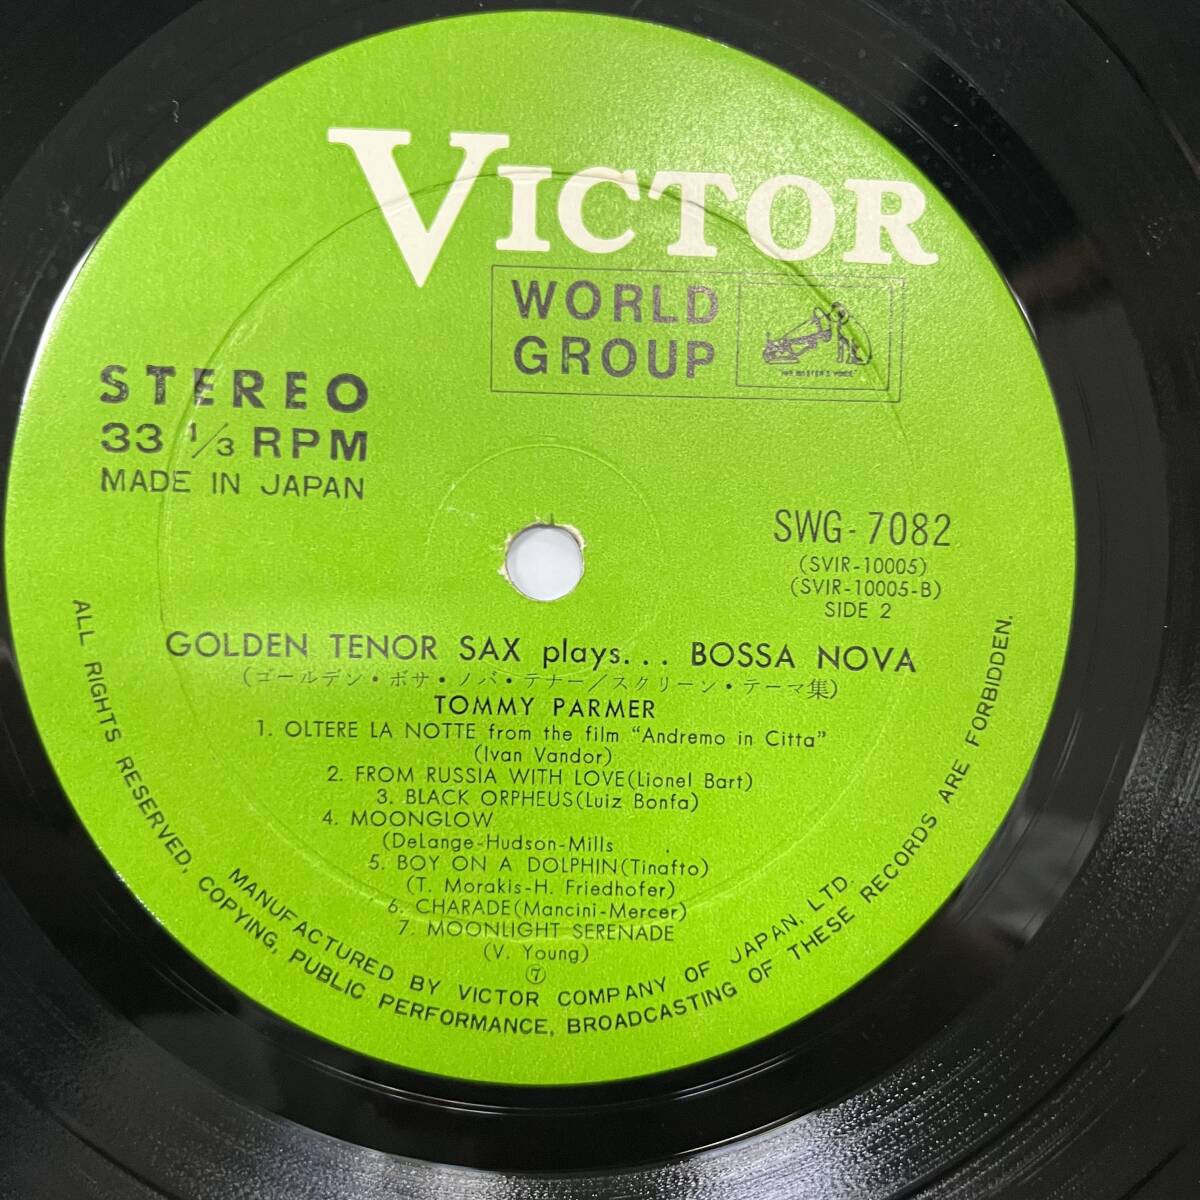 VICTOR
WORLD
GROUP
"HIS MASTER'S VOICE"
STEREO
33 1/3 RPM
MADE IN JAPAN
SWG-7082
(SVIR-10005)
(SVIR-10005-B)
SIDE 2
GOLDEN TENOR SAX plays... BOSSA NOVA
(ゴールデン・ボサ・ノバ・テナー/スクリーン・テーマ集)
TOMMY PARMER
1. OLTERE LA NOTTE from the film "Andremo in Citta"
(Ivan Vandor)
2. FROM RUSSIA WITH LOVE(Lionel Bart)
3. BLACK ORPHEUS(Luiz Bonfa)
4. MOONGLOW
(DeLange-Hudson-Mills
5. BOY ON A DOLPHIN(Tinafto)
(T. Morakis-H. Friedhofer)
6. CHARADE(Mancini-Mercer)
7. MOONLIGHT SERENADE
(V. Young)
⑦
MANUFACTURED BY VICTOR COMPANY OF JAPAN, LTD.
ALL RIGHTS RESERVED, COPYING, PUBLIC PERFORMANCE, BROADCASTING OF THESE RECORDS ARE FORBIDDEN.